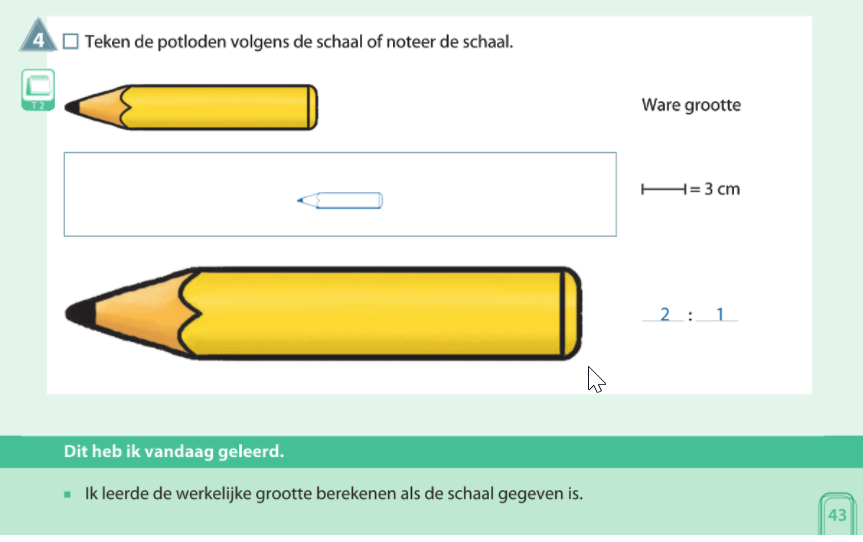 4 Teken de potloden volgens de schaal of noteer de schaal.
T 2
Ware grootte
= 3 cm
2 : 1
Dit heb ik vandaag geleerd.
Ik leerde de werkelijke grootte berekenen als de schaal gegeven is.
43